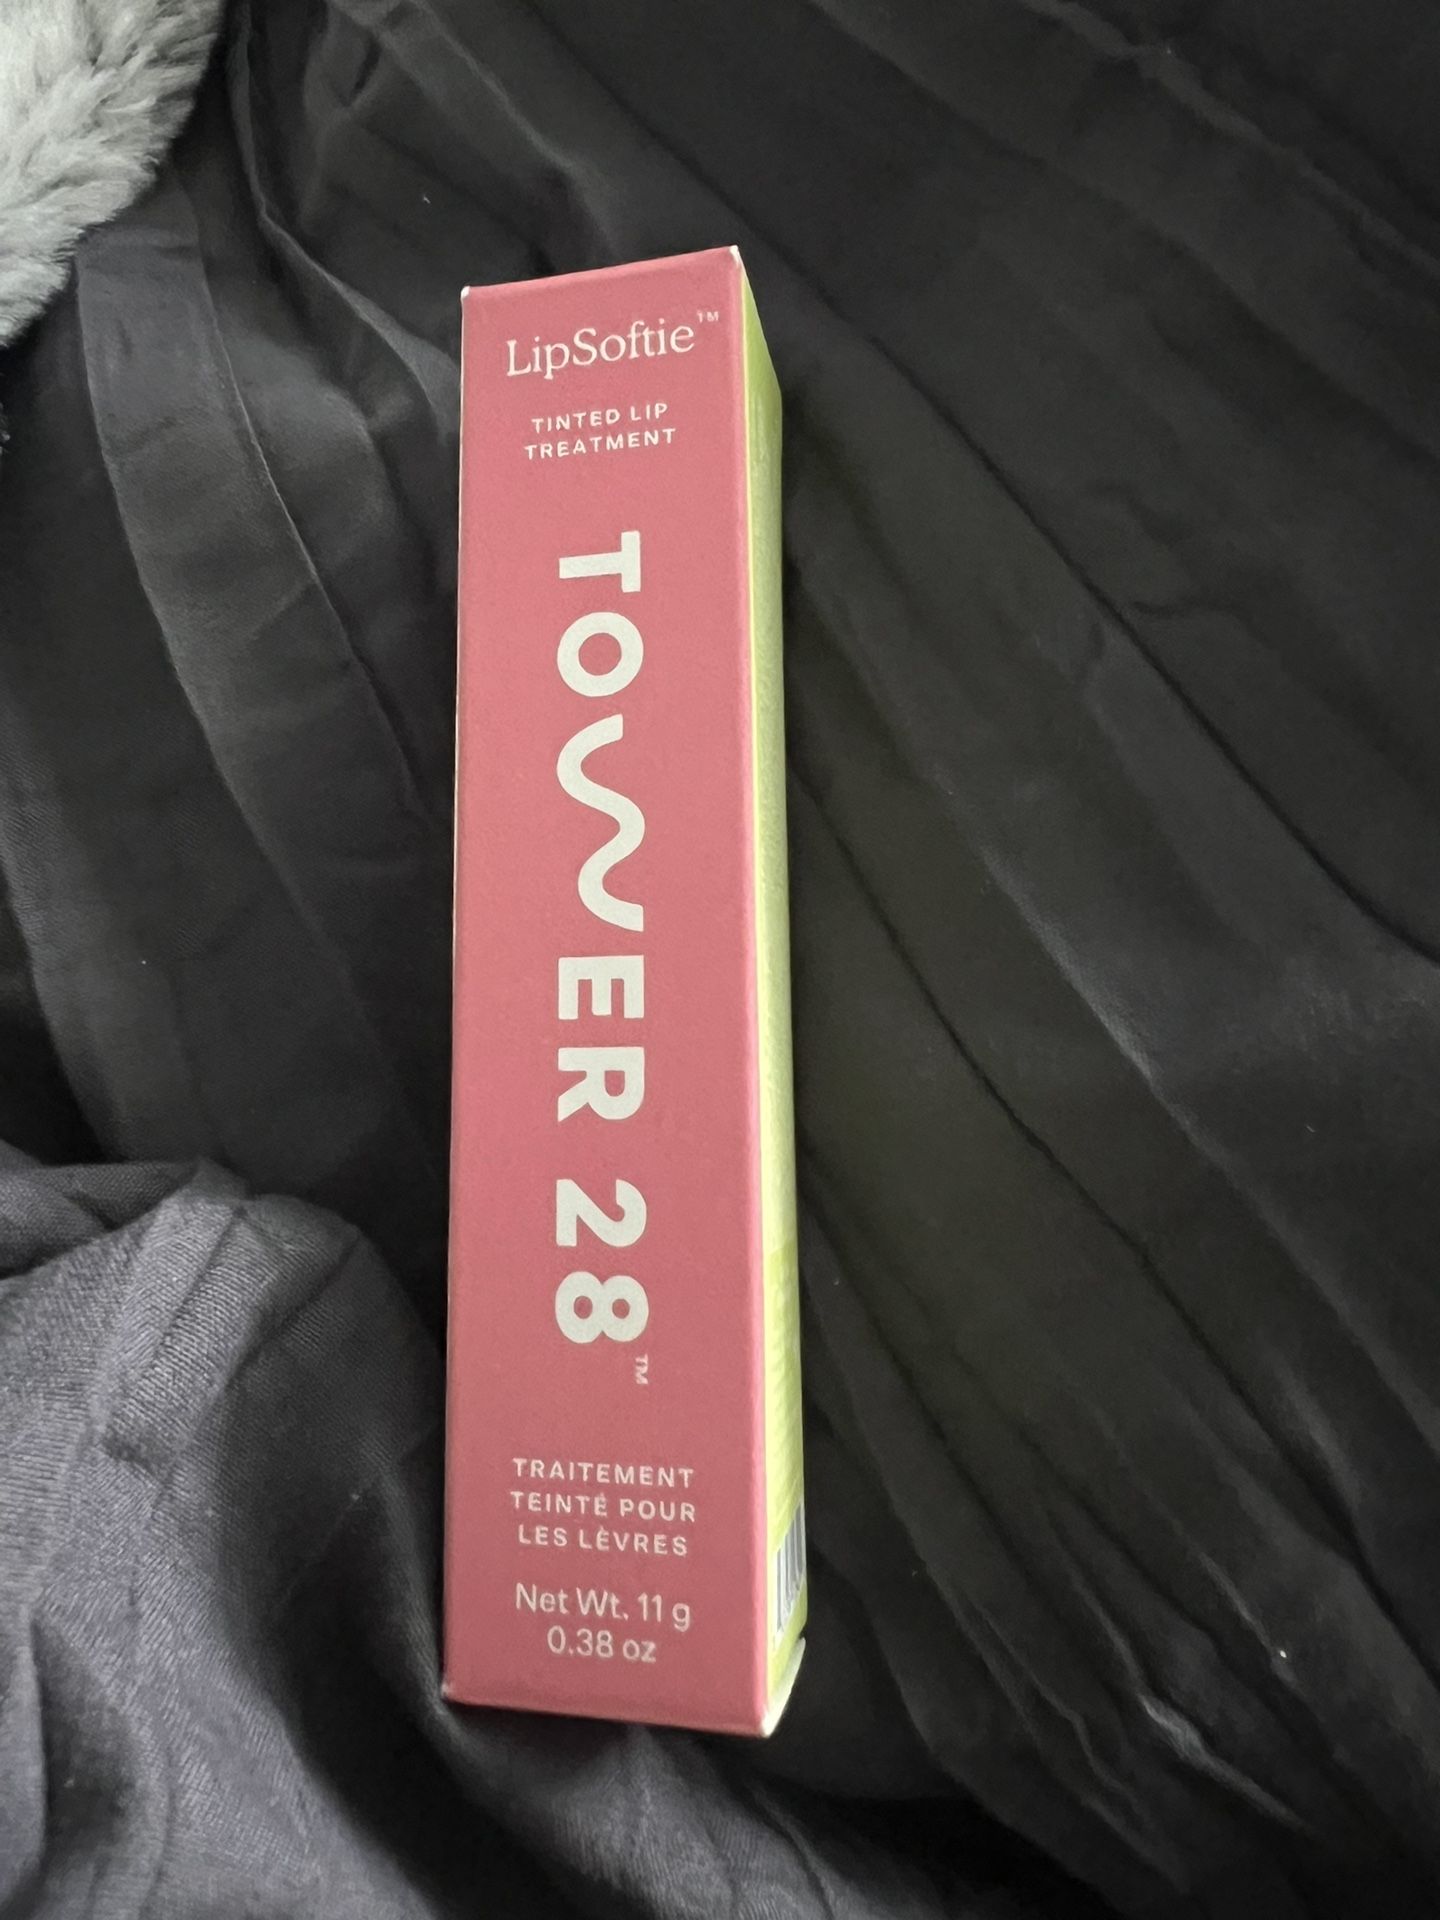 LipSoftie™
TINTED LIP
TREATMENT
TOWER 28™
TRAITEMENT
TEINTÉ POUR
LES LÈVRES
Net Wt. 11 g
0.38 oz